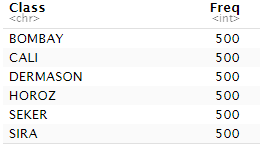 Class Freq
<chr> <int>
BOMBAY 500
CALI 500
DERMASON 500
HOROZ 500
SEKER 500
SIRA 500